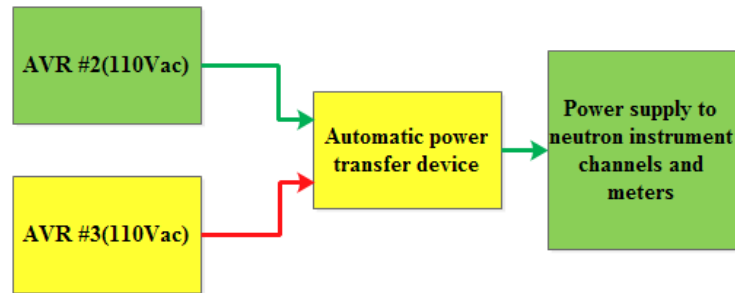 AVR #2(110Vac)
AVR #3(110Vac)
Automatic power
transfer device
Power supply to
neutron instrument
channels and
meters